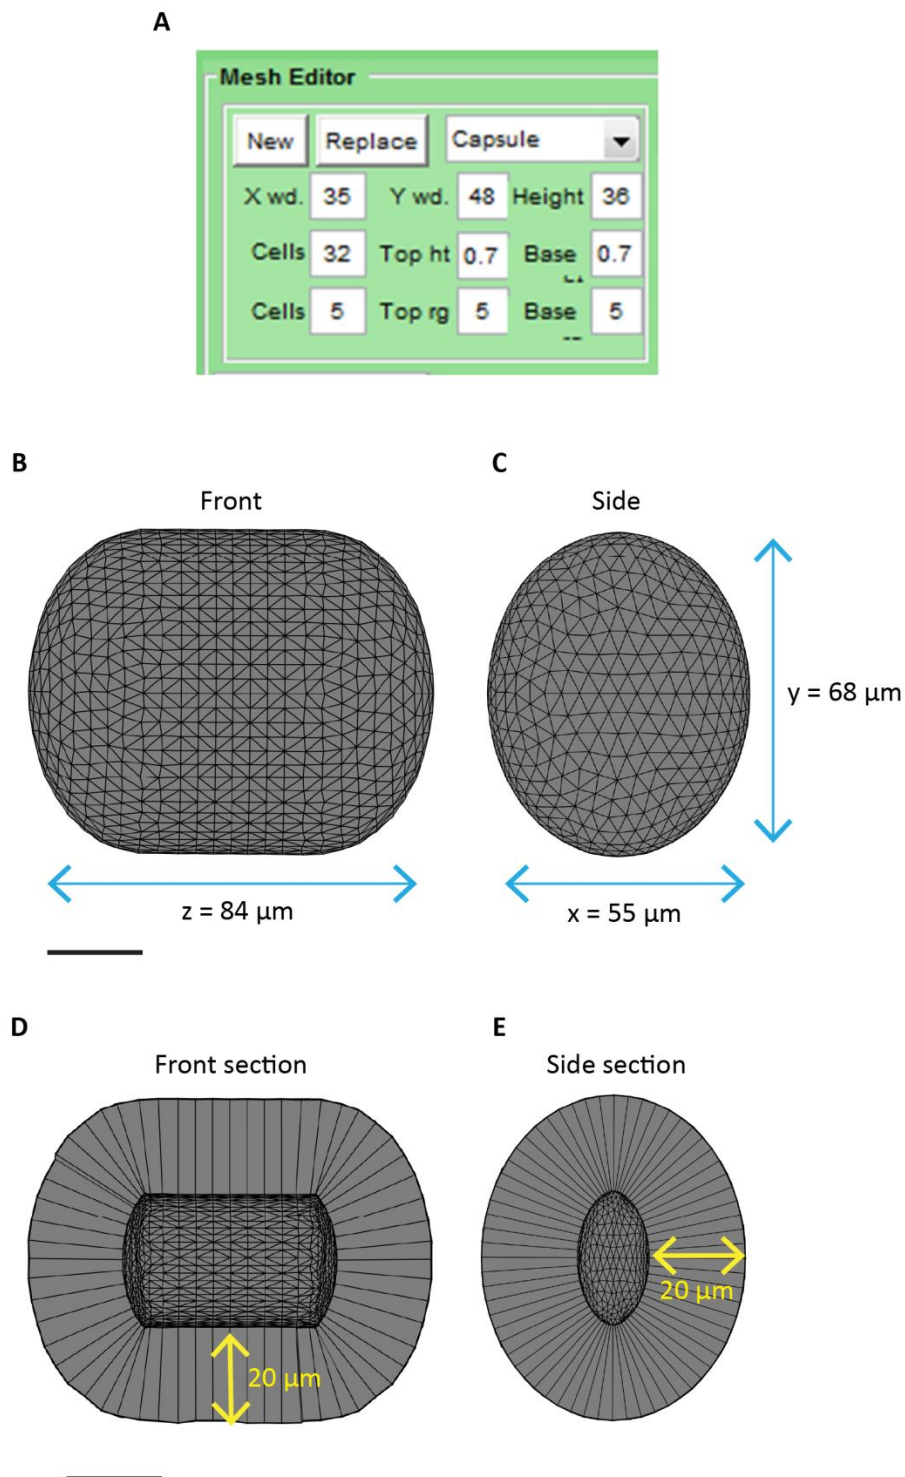 A
Mesh Editor
New Replace Capsule
X wd. 35 Y wd. 48 Height 36
Cells 32 Top ht 0.7 Base 0.7
Cells 5 Top rg 5 Base 5
B
C
Front
Side
y = 68 µm
z = 84 µm
x = 55 µm
D
E
Front section
Side section
20 µm
20 µm